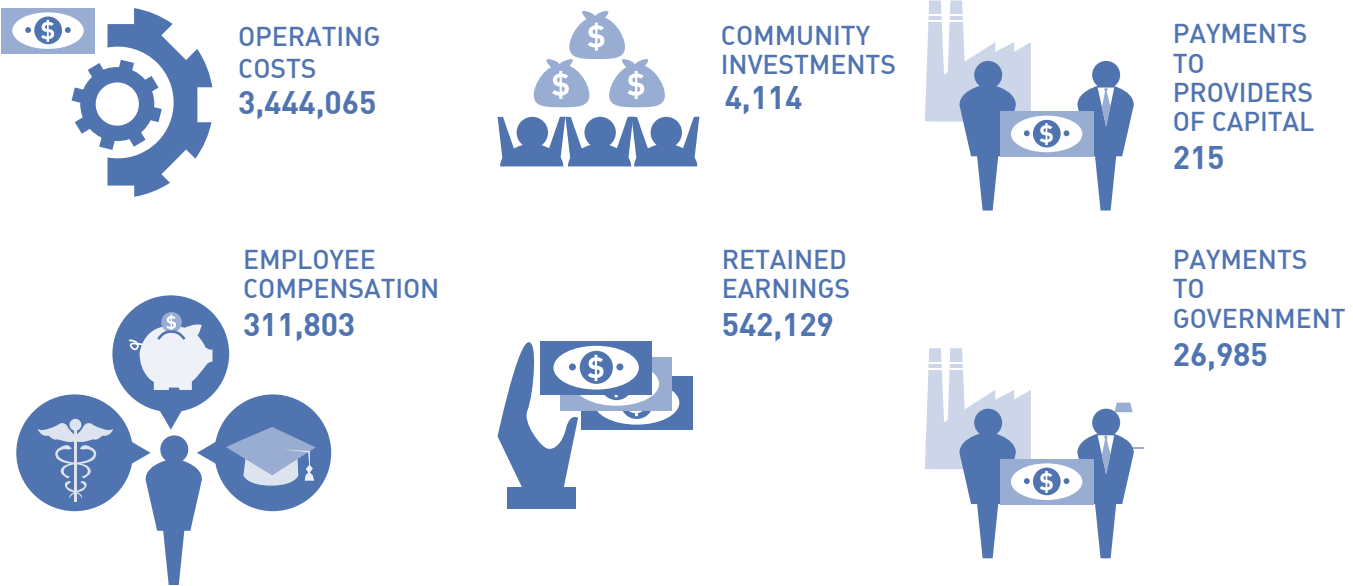 OPERATING
COSTS
3,444,065
COMMUNITY
INVESTMENTS
4,114
PAYMENTS
TO
PROVIDERS
OF CAPITAL
215
EMPLOYEE
COMPENSATION
311,803
RETAINED
EARNINGS
542,129
PAYMENTS
TO
GOVERNMENT
26,985